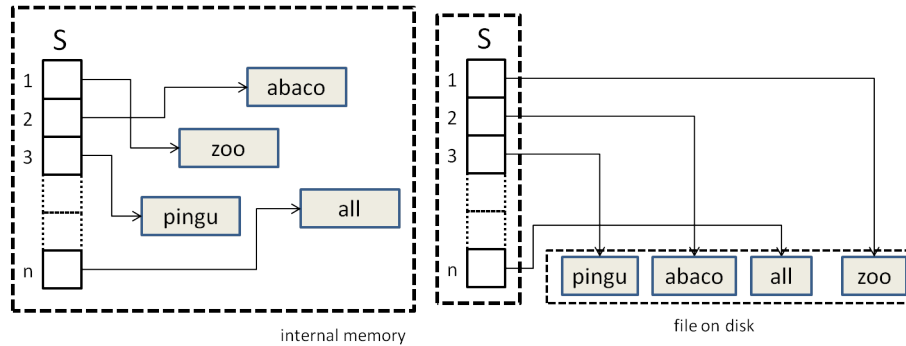 S
1
abaco
2
zoo
3
all
pingu
n
internal memory
S
1
2
3
n
pingu abaco all zoo
file on disk